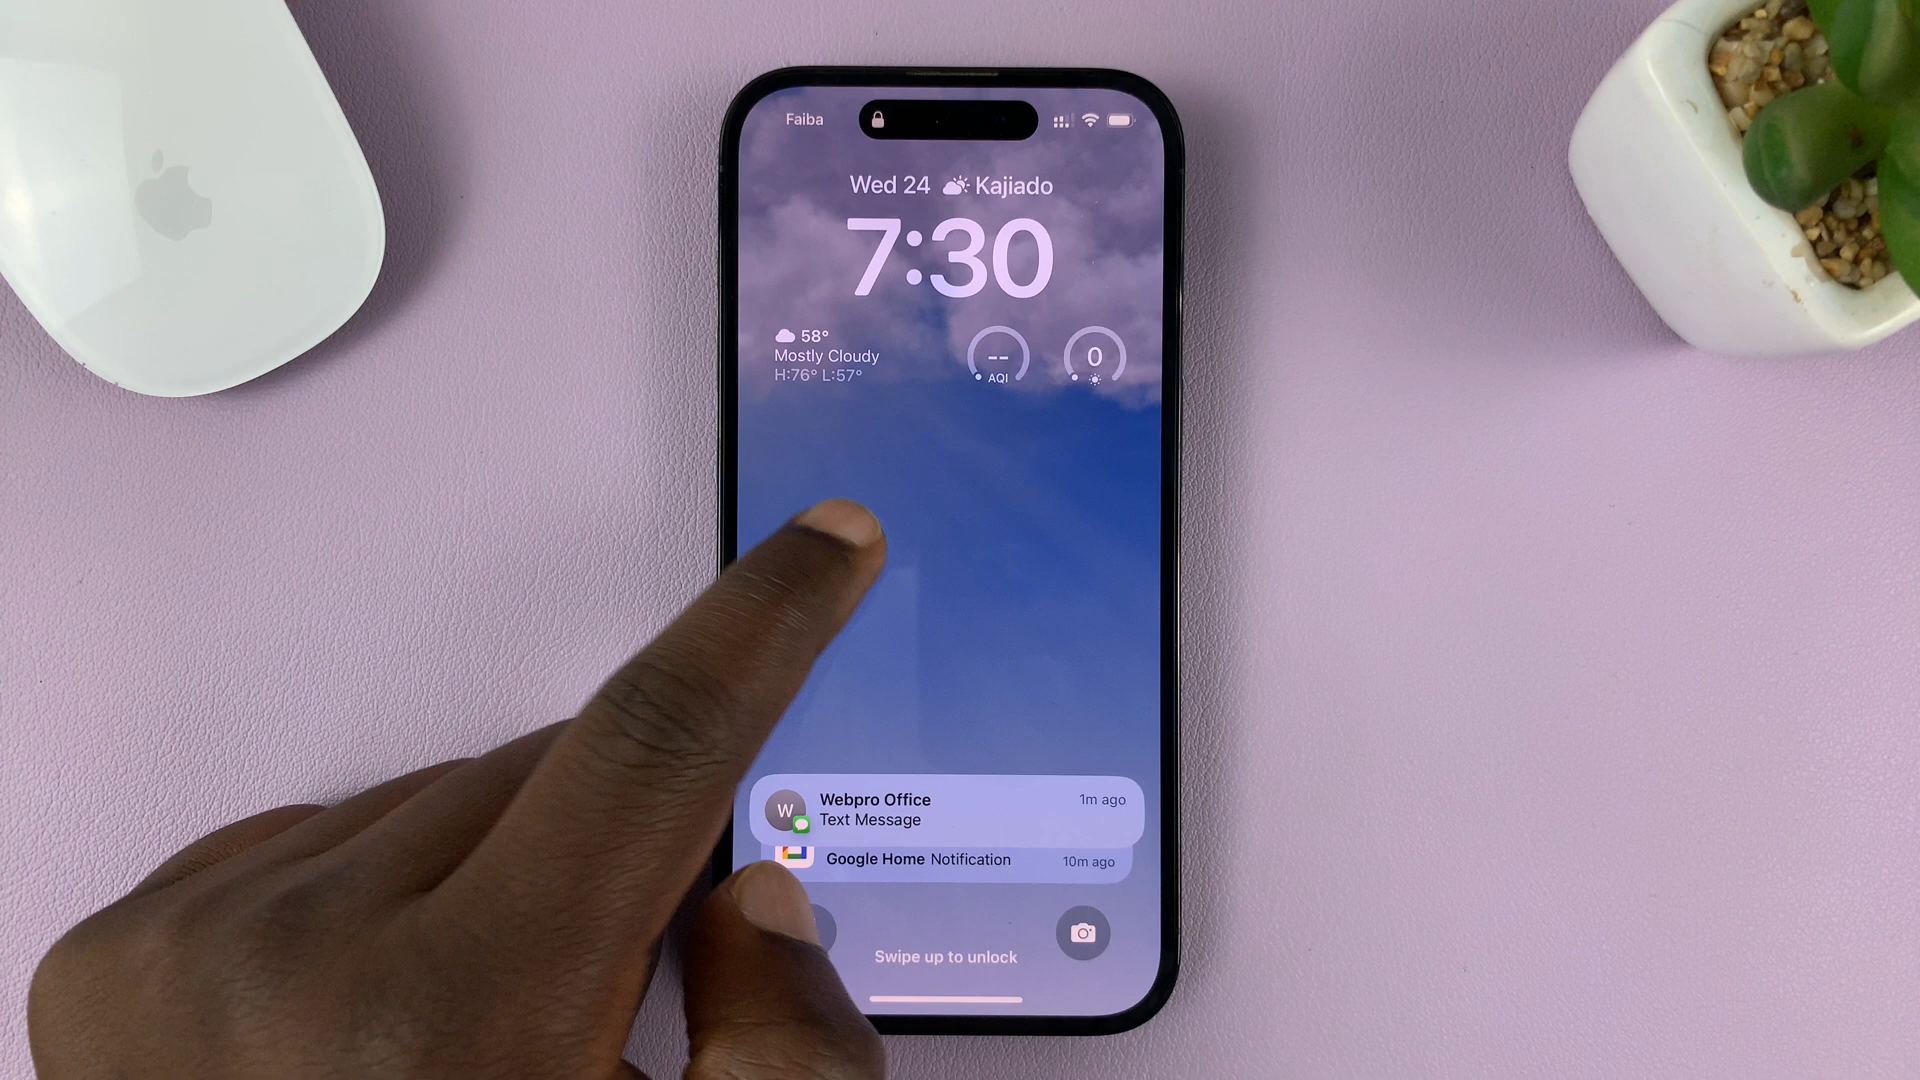 Faiba
Wed 24 Kajiado
7:30
58°
Mostly Cloudy
H:76° L:57°
--
AQI
0
W
Webpro Office
1m ago
Text Message
Google Home Notification
10m ago
Swipe up to unlock